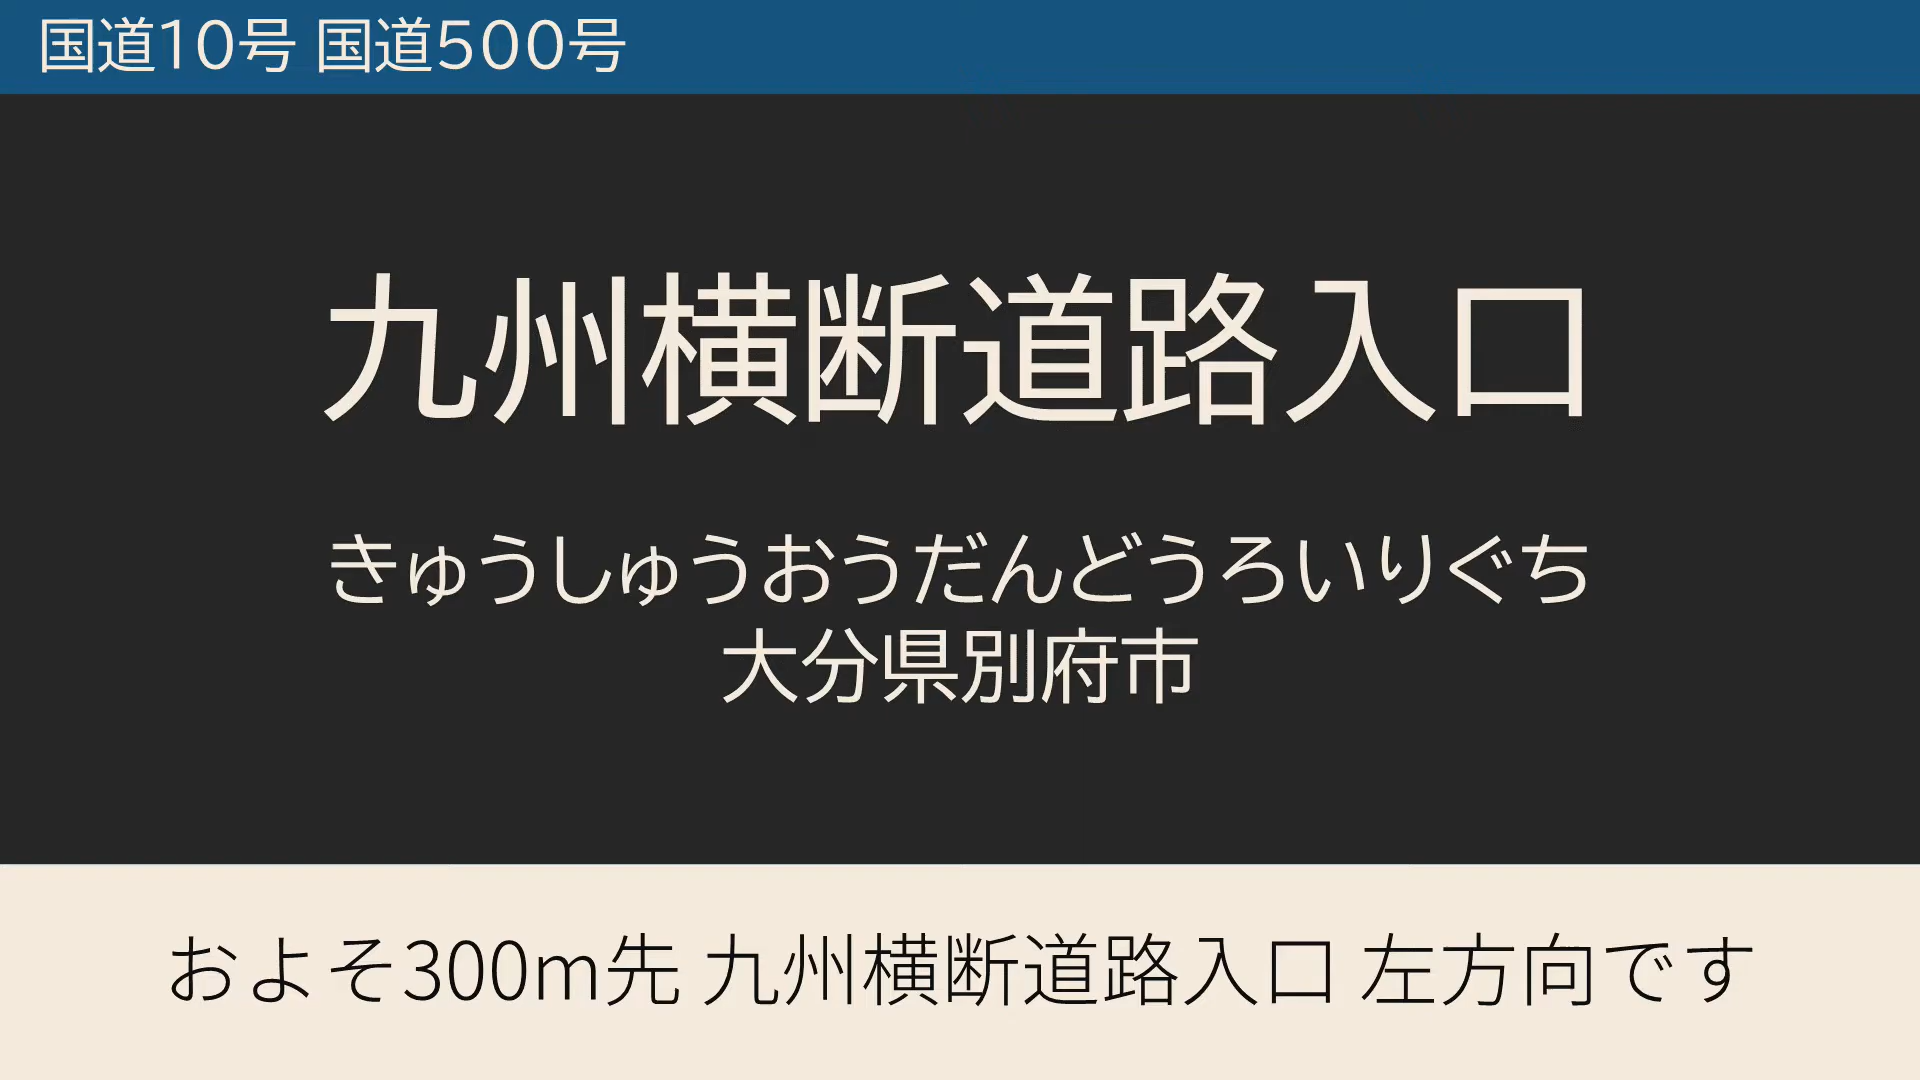 国道10号 国道500号
九州横断道路入口
きゅうしゅうおうだんどうろいりぐち
大分県別府市
およそ300m先 九州横断道路入口 左方向です